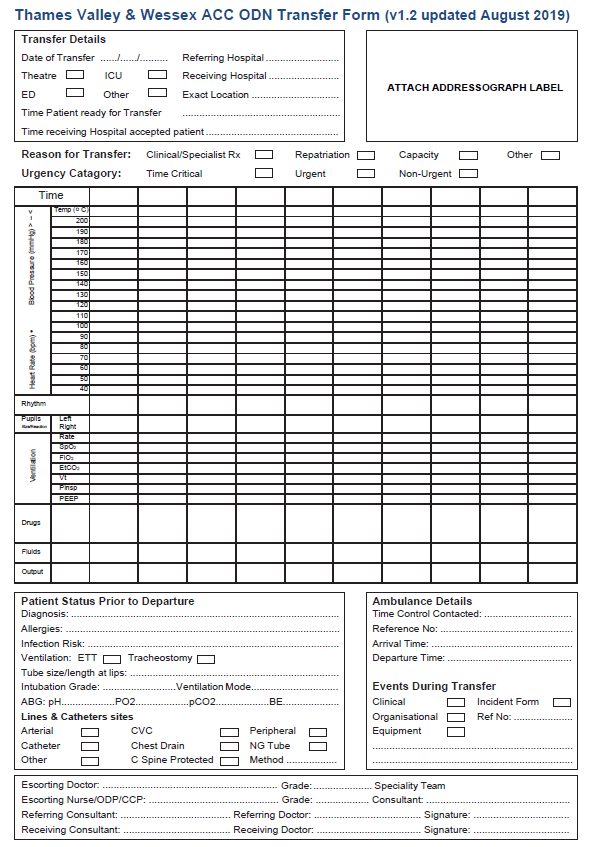 Thames Valley & Wessex ACC ODN Transfer Form (v1.2 updated August 2019)
Transfer Details
Date of Transfer ....../....../.......... Referring Hospital ..........................
Theatre ICU Receiving Hospital .........................
ED Other Exact Location ...............................
Time Patient ready for Transfer ........................................................
Time receiving Hospital accepted patient ...............................................
ATTACH ADDRESSOGRAPH LABEL
Reason for Transfer: Clinical/Specialist Rx Repatriation Capacity Other
Urgency Catagory: Time Critical Urgent Non-Urgent
Time
Temp (º C)
Blood Pressure (mmHg)
Heart Rate (bpm) •
200
190
180
170
160
150
140
130
120
110
100
90
80
70
60
50
40
Rhythm
Pupils Left
Size/Reaction Right
Ventilation
Rate
SpO₂
FiO₂
EtCO₂
Vt
Pinsp
PEEP
Drugs
Fluids
Output
Patient Status Prior to Departure
Diagnosis: ................................................................................
Allergies: ................................................................................
Infection Risk: ...........................................................................
Ventilation: ETT Tracheostomy
Tube size/length at lips: .................................................................
Intubation Grade: ..........................Ventilation Mode...............................
ABG: pH...................PO2...................pCO2...................BE....................
Lines & Catheters sites
Arterial CVC Peripheral
Catheter Chest Drain NG Tube
Other C Spine Protected Method ..................
Ambulance Details
Time Control Contacted: ...............................
Reference No: ...............................................
Arrival Time: ..................................................
Departure Time: ............................................
Events During Transfer
Clinical Incident Form
Organisational Ref No: .....................
Equipment
.......................................................................
.......................................................................
Escorting Doctor: .............................................................. Grade:..................... Speciality Team
Escorting Nurse/ODP/CCP: .............................................. Grade: ................... Consultant: ...................................................
Referring Consultant: ....................................... Referring Doctor: ...................................... Signature: ............................................
Receiving Consultant: ...................................... Receiving Doctor: ..................................... Signature: ............................................